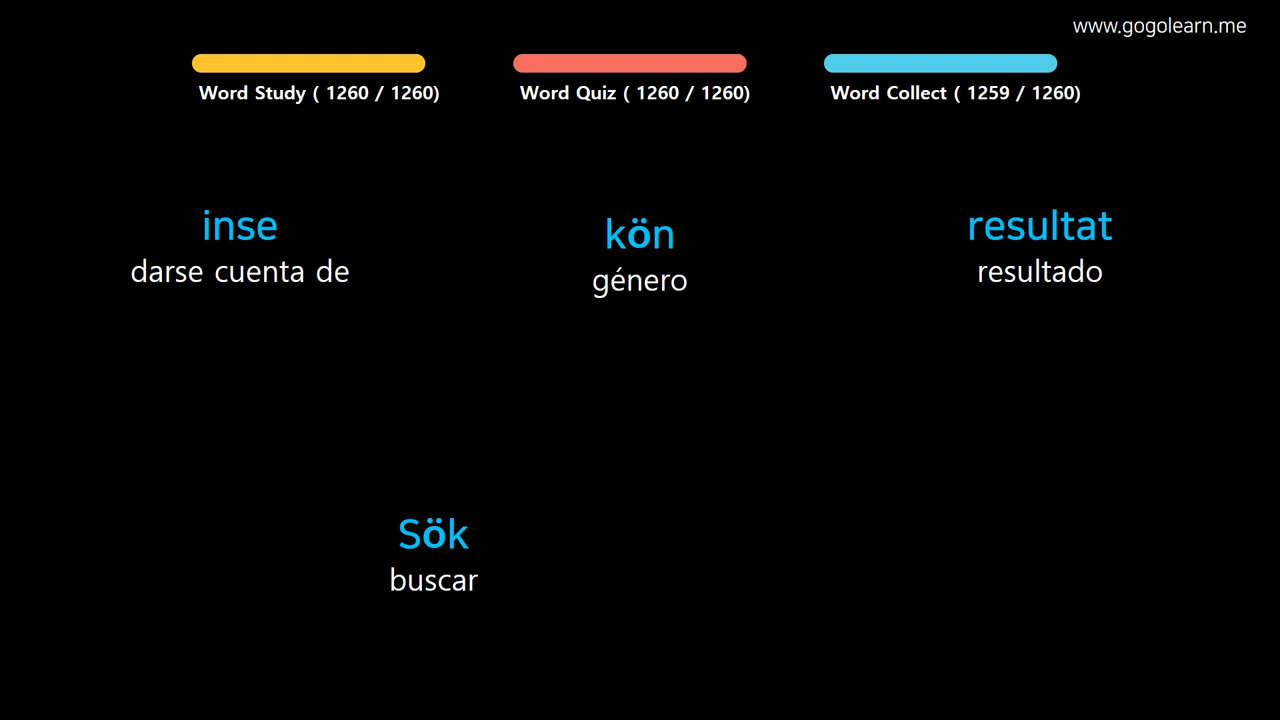 www.gogolearn.me
Word Study ( 1260 / 1260)
Word Quiz ( 1260 / 1260)
Word Collect ( 1259 / 1260)
inse
darse cuenta de
kön
género
resultat
resultado
Sök
buscar